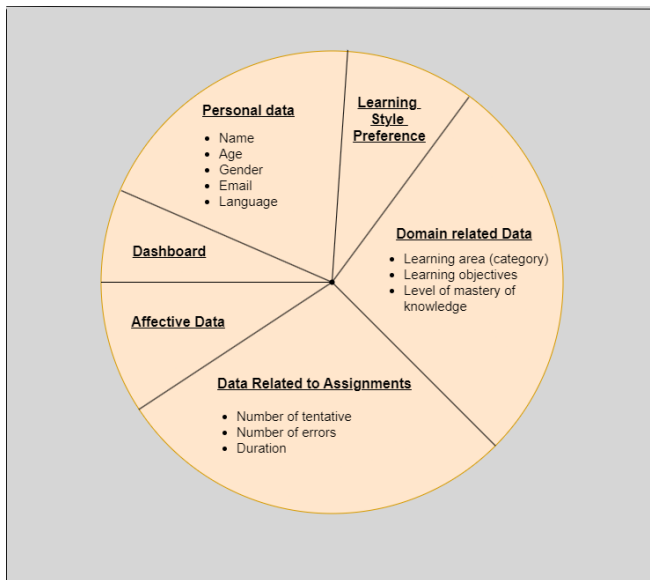 Personal data
• Name
• Age
• Gender
• Email
• Language
Learning
Style
Preference
Domain related Data
• Learning area (category)
• Learning objectives
• Level of mastery of
knowledge
Dashboard
Affective Data
Data Related to Assignments
• Number of tentative
• Number of errors
• Duration